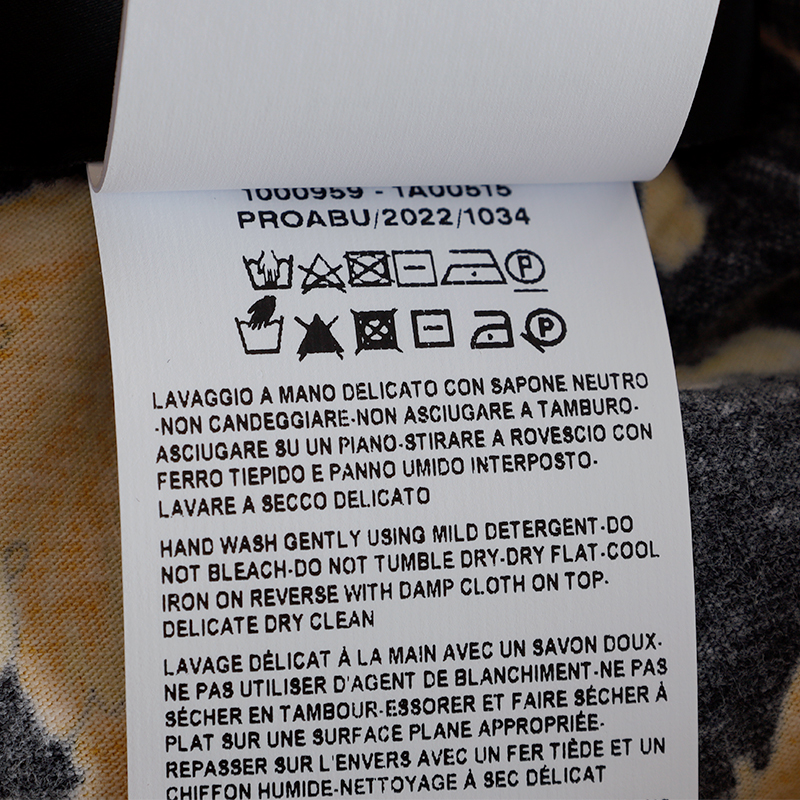 1000959 - 1A00515
PROABU/2022/1034
P
P
LAVAGGIO A MANO DELICATO CON SAPONE NEUTRO
-NON CANDEGGIARE-NON ASCIUGARE A TAMBURO-
ASCIUGARE SU UN PIANO-STIRARE A ROVESCIO CON
FERRO TIEPIDO E PANNO UMIDO INTERPOSTO-
LAVARE A SECCO DELICATO
HAND WASH GENTLY USING MILD DETERGENT-DO
NOT BLEACH-DO NOT TUMBLE DRY-DRY FLAT-COOL
IRON ON REVERSE WITH DAMP CLOTH ON TOP-
DELICATE DRY CLEAN
LAVAGE DÉLICAT À LA MAIN AVEC UN SAVON DOUX-
NE PAS UTILISER D'AGENT DE BLANCHIMENT-NE PAS
SÉCHER EN TAMBOUR-ESSORER ET FAIRE SÉCHER À
PLAT SUR UNE SURFACE PLANE APPROPRIÉE-
REPASSER SUR L'ENVERS AVEC UN FER TIÈDE ET UN
CHIFFON HUMIDE-NETTOYAGE À SEC DÉLICAT